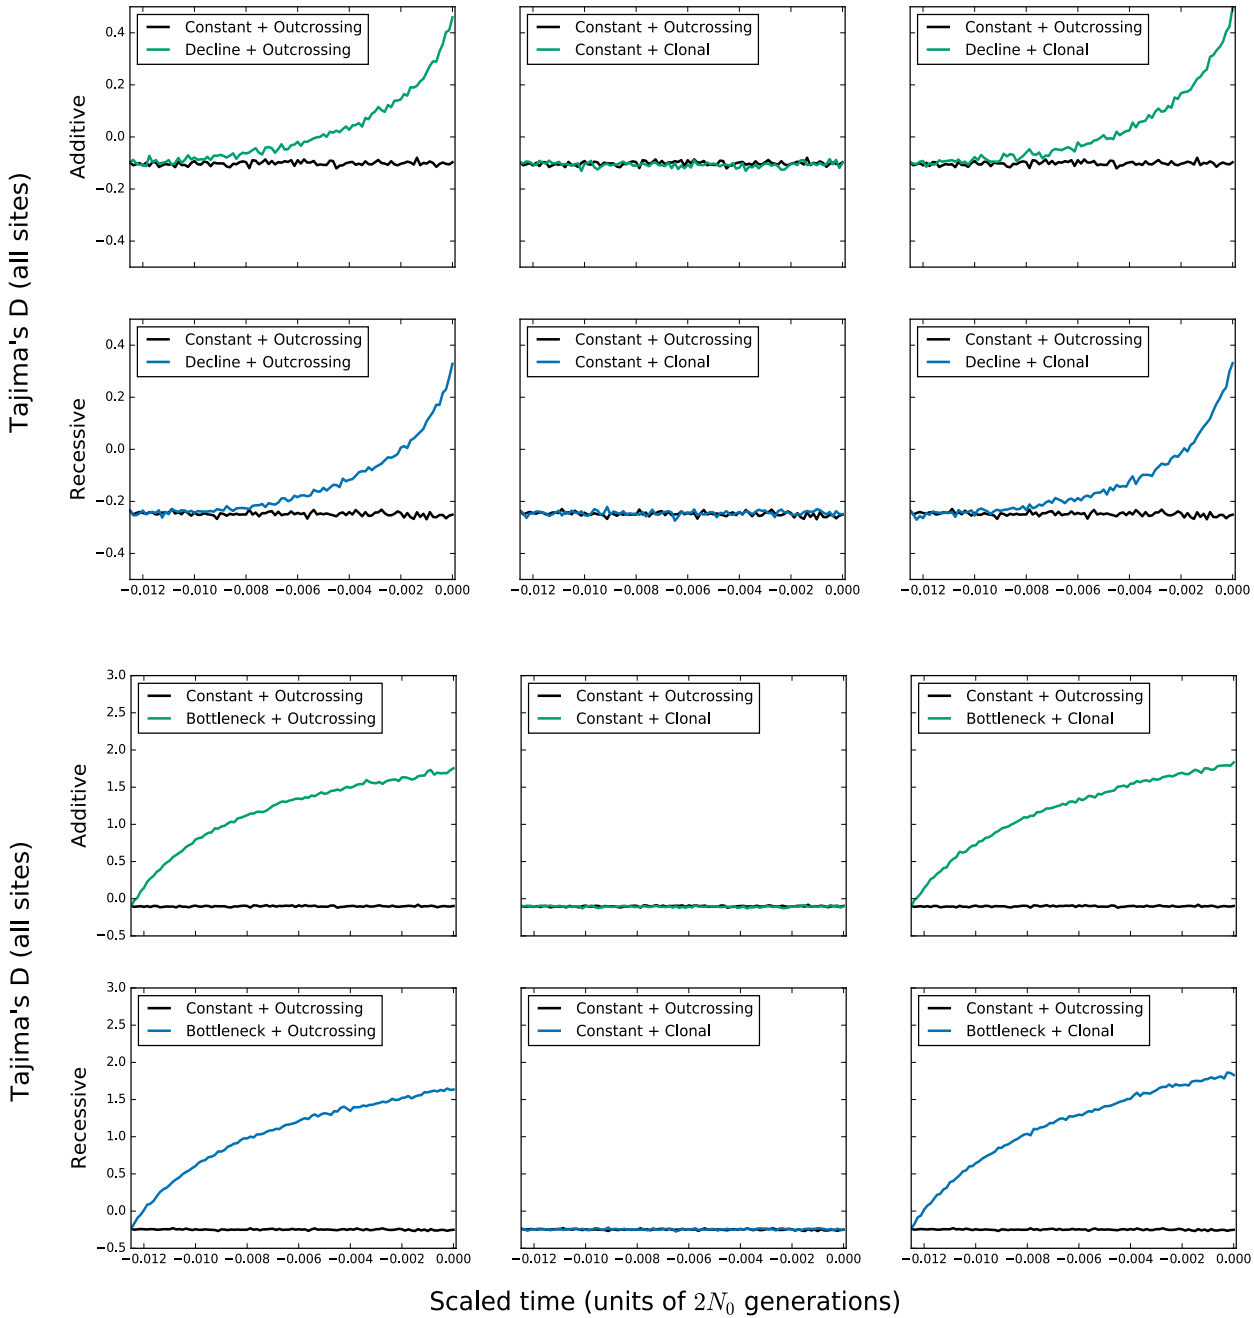 Tajima's D (all sites)
Additive
0.4
0.2
0.0
−0.2
−0.4
Constant + Outcrossing
Decline + Outcrossing
Constant + Outcrossing
Constant + Clonal
Constant + Outcrossing
Decline + Clonal
Recessive
0.4
0.2
0.0
−0.2
−0.4
Constant + Outcrossing
Decline + Outcrossing
Constant + Outcrossing
Constant + Clonal
Constant + Outcrossing
Decline + Clonal
−0.012 −0.010 −0.008 −0.006 −0.004 −0.002 0.000
−0.012 −0.010 −0.008 −0.006 −0.004 −0.002 0.000
−0.012 −0.010 −0.008 −0.006 −0.004 −0.002 0.000
Tajima's D (all sites)
Additive
3.0
2.5
2.0
1.5
1.0
0.5
0.0
−0.5
Constant + Outcrossing
Bottleneck + Outcrossing
Constant + Outcrossing
Constant + Clonal
Constant + Outcrossing
Bottleneck + Clonal
Recessive
3.0
2.5
2.0
1.5
1.0
0.5
0.0
−0.5
Constant + Outcrossing
Bottleneck + Outcrossing
Constant + Outcrossing
Constant + Clonal
Constant + Outcrossing
Bottleneck + Clonal
−0.012 −0.010 −0.008 −0.006 −0.004 −0.002 0.000
−0.012 −0.010 −0.008 −0.006 −0.004 −0.002 0.000
−0.012 −0.010 −0.008 −0.006 −0.004 −0.002 0.000
Scaled time (units of 2N₀ generations)